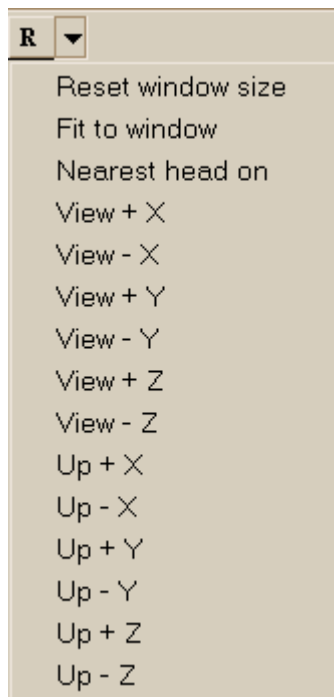 R
Reset window size
Fit to window
Nearest head on
View + X
View - X
View + Y
View - Y
View + Z
View - Z
Up + X
Up - X
Up + Y
Up - Y
Up + Z
Up - Z